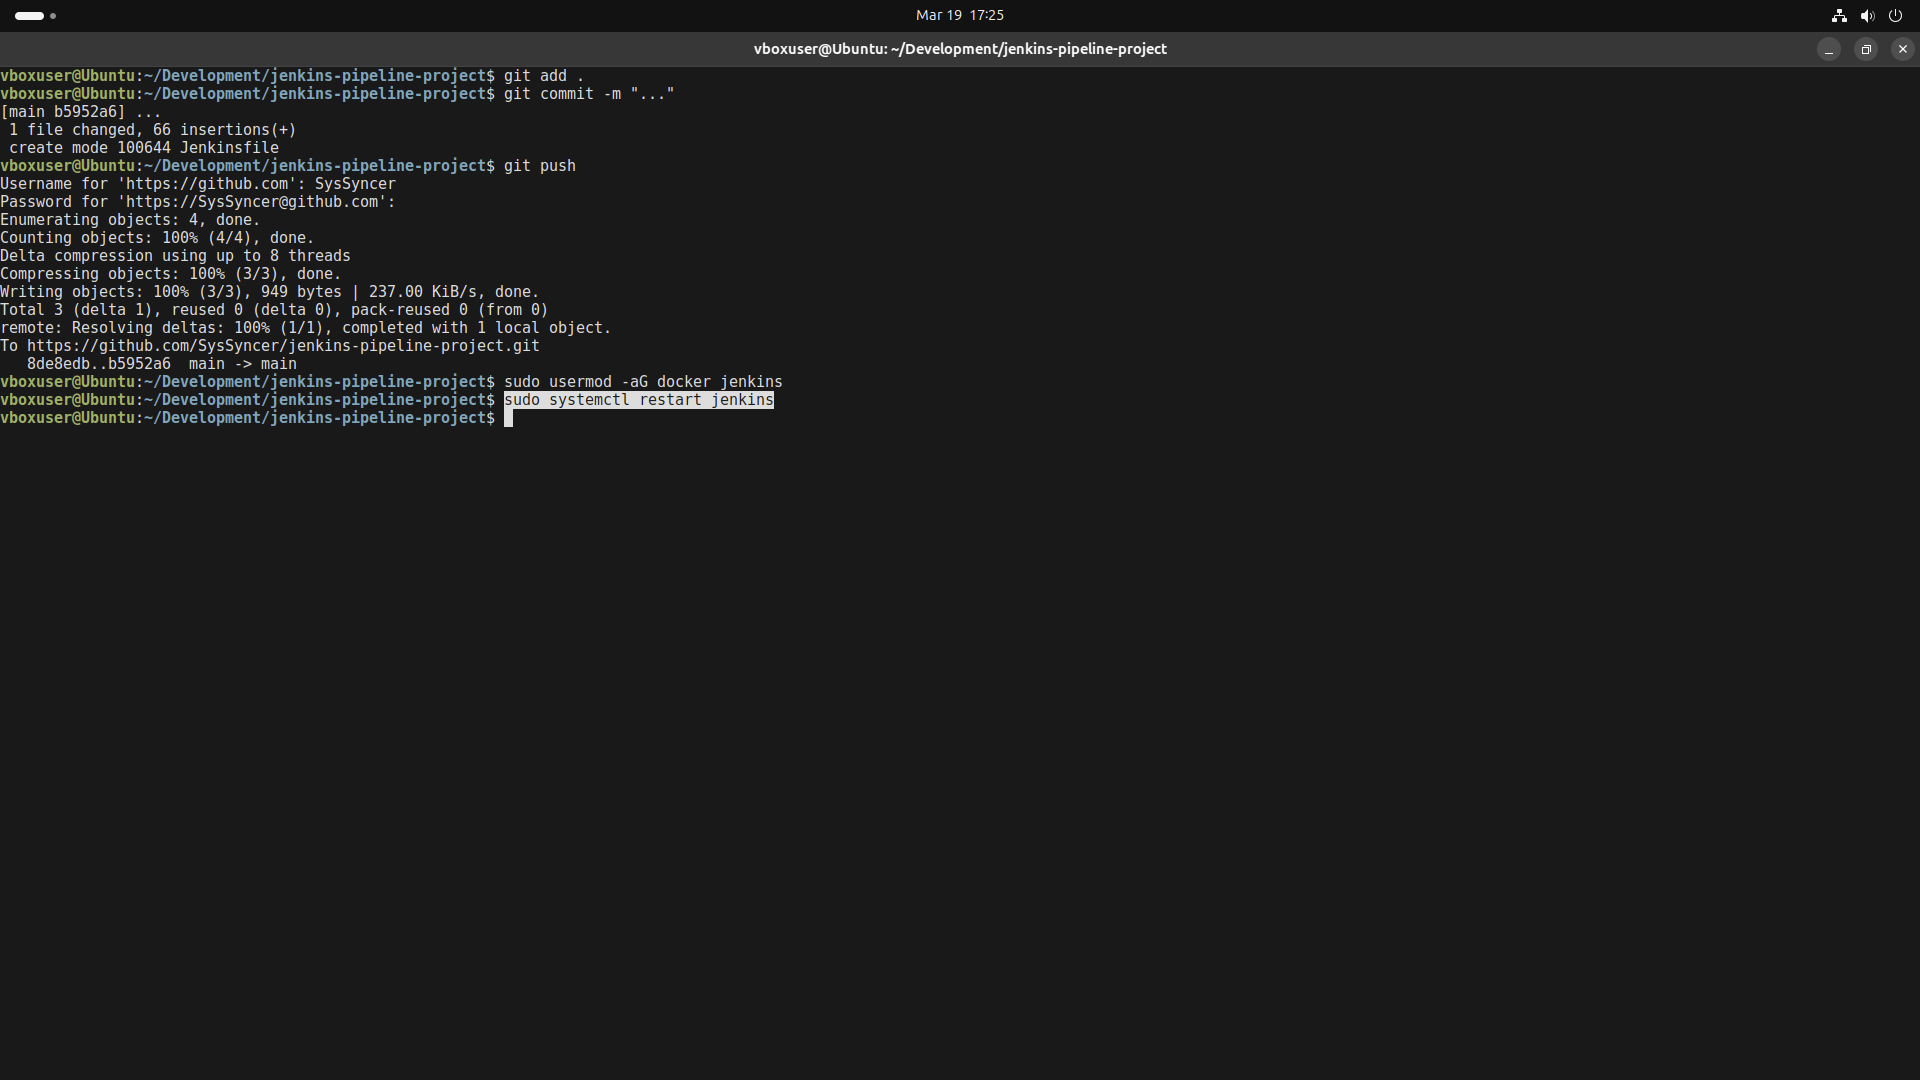 Mar 19 17:25
vboxuser@Ubuntu: ~/Development/jenkins-pipeline-project
vboxuser@Ubuntu:~/Development/jenkins-pipeline-project$ git add .
vboxuser@Ubuntu:~/Development/jenkins-pipeline-project$ git commit -m "..."
[main b5952a6] ...
 1 file changed, 66 insertions(+)
 create mode 100644 Jenkinsfile
vboxuser@Ubuntu:~/Development/jenkins-pipeline-project$ git push
Username for 'https://github.com': SysSyncer
Password for 'https://SysSyncer@github.com':
Enumerating objects: 4, done.
Counting objects: 100% (4/4), done.
Delta compression using up to 8 threads
Compressing objects: 100% (3/3), done.
Writing objects: 100% (3/3), 949 bytes | 237.00 KiB/s, done.
Total 3 (delta 1), reused 0 (delta 0), pack-reused 0 (from 0)
remote: Resolving deltas: 100% (1/1), completed with 1 local object.
To https://github.com/SysSyncer/jenkins-pipeline-project.git
   8de8edb..b5952a6  main -> main
vboxuser@Ubuntu:~/Development/jenkins-pipeline-project$ sudo usermod -aG docker jenkins
vboxuser@Ubuntu:~/Development/jenkins-pipeline-project$ sudo systemctl restart jenkins
vboxuser@Ubuntu:~/Development/jenkins-pipeline-project$